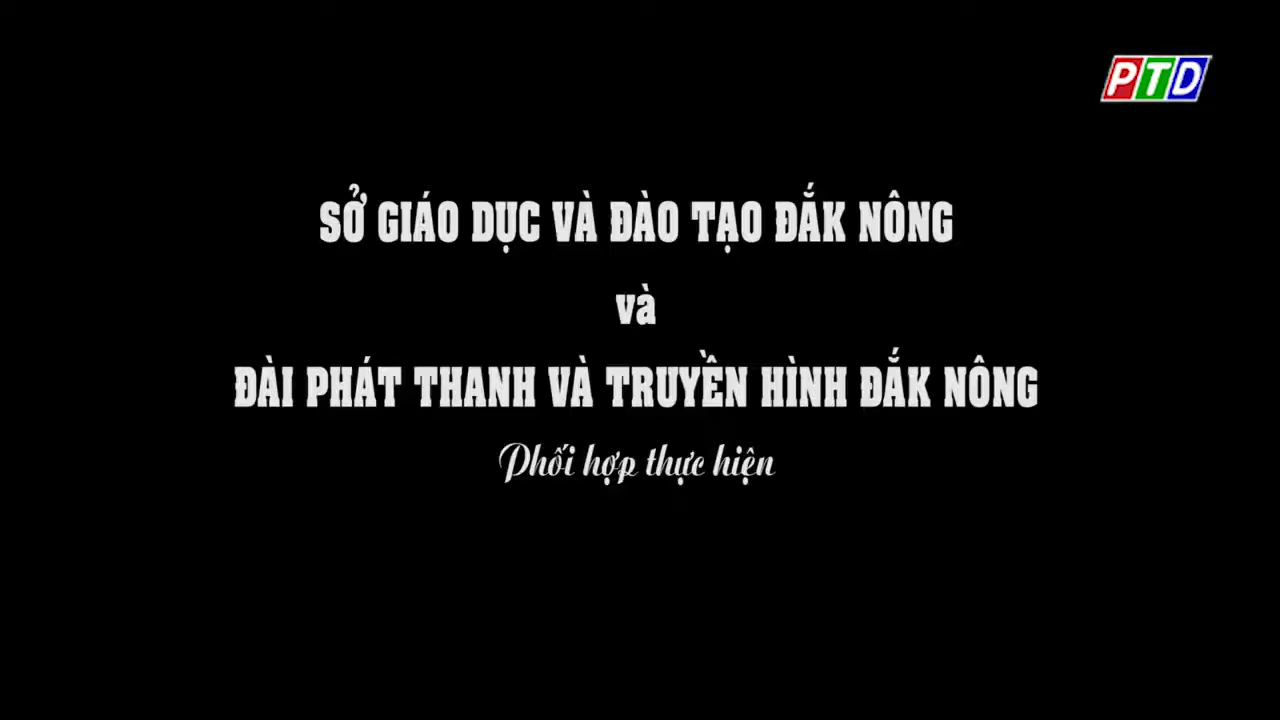 PTD
SỞ GIÁO DỤC VÀ ĐÀO TẠO ĐẮK NÔNG
và
ĐÀI PHÁT THANH VÀ TRUYỀN HÌNH ĐẮK NÔNG
Phối hợp thực hiện